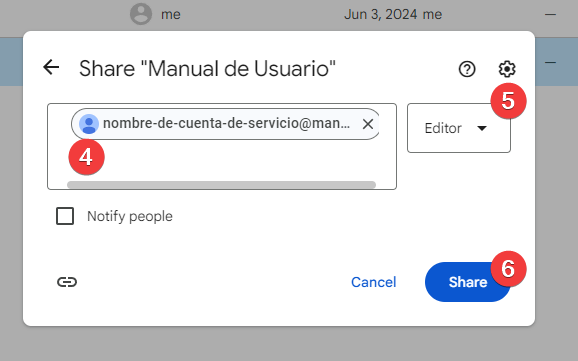 me Jun 3, 2024 me —
—
Share "Manual de Usuario"
5
nombre-de-cuenta-de-servicio@man...
Editor
4
Notify people
6
Cancel
Share